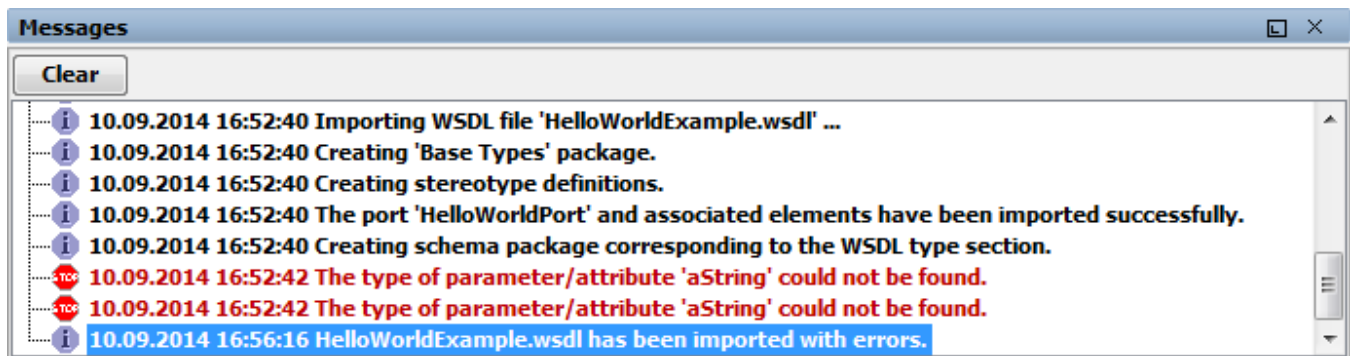 Messages
Clear
10.09.2014 16:52:40 Importing WSDL file 'HelloWorldExample.wsdl' ...
10.09.2014 16:52:40 Creating 'Base Types' package.
10.09.2014 16:52:40 Creating stereotype definitions.
10.09.2014 16:52:40 The port 'HelloWorldPort' and associated elements have been imported successfully.
10.09.2014 16:52:40 Creating schema package corresponding to the WSDL type section.
STOP 10.09.2014 16:52:42 The type of parameter/attribute 'aString' could not be found.
STOP 10.09.2014 16:52:42 The type of parameter/attribute 'aString' could not be found.
10.09.2014 16:56:16 HelloWorldExample.wsdl has been imported with errors.